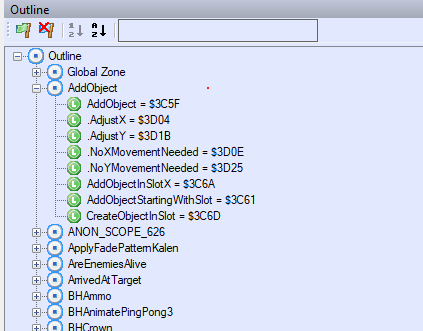 Outline
Outline
Global Zone
AddObject
AddObject = $3C5F
.AdjustX = $3D04
.AdjustY = $3D1B
.NoXMovementNeeded = $3D0E
.NoYMovementNeeded = $3D25
AddObjectInSlotX = $3C6A
AddObjectStartingWithSlot = $3C61
CreateObjectInSlot = $3C6D
ANON_SCOPE_626
ApplyFadePatternKalen
AreEnemiesAlive
ArrivedAtTarget
BHAmmo
BHAnimatePingPong3
BHCrown